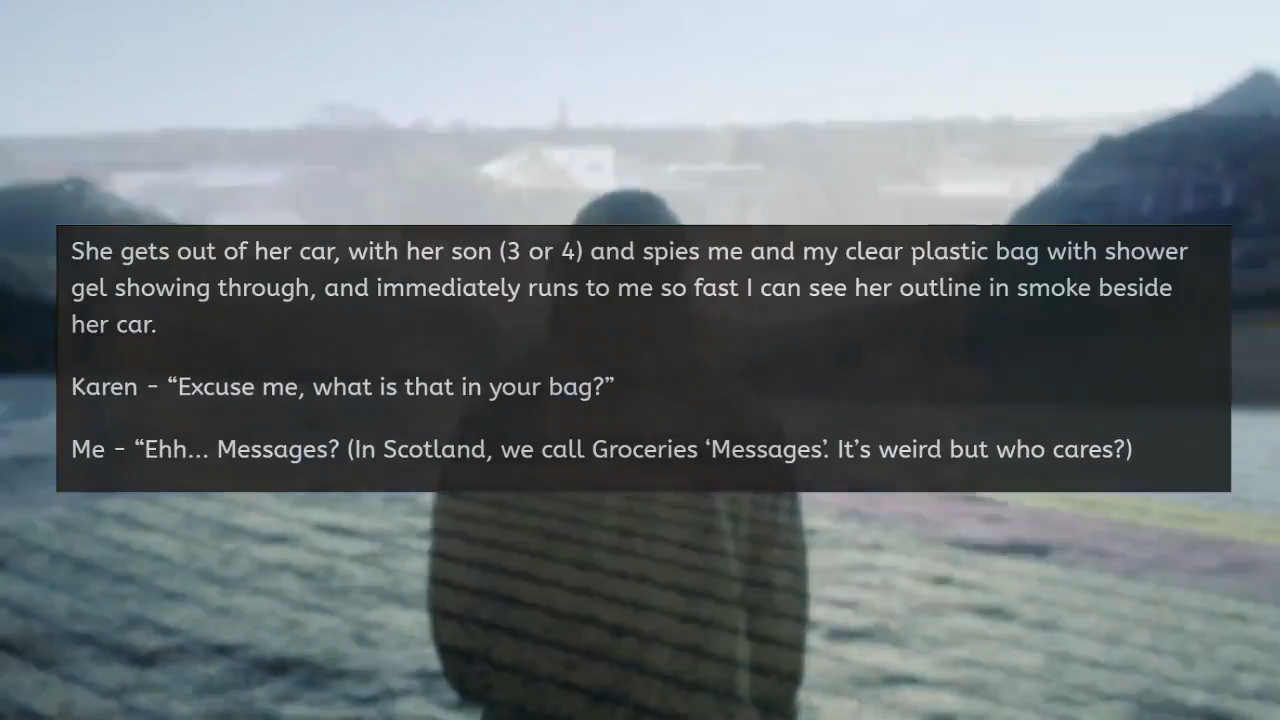 She gets out of her car, with her son (3 or 4) and spies me and my clear plastic bag with shower
gel showing through, and immediately runs to me so fast I can see her outline in smoke beside
her car.
Karen - “Excuse me, what is that in your bag?”
Me - “Ehh... Messages? (In Scotland, we call Groceries ‘Messages’. It’s weird but who cares?)